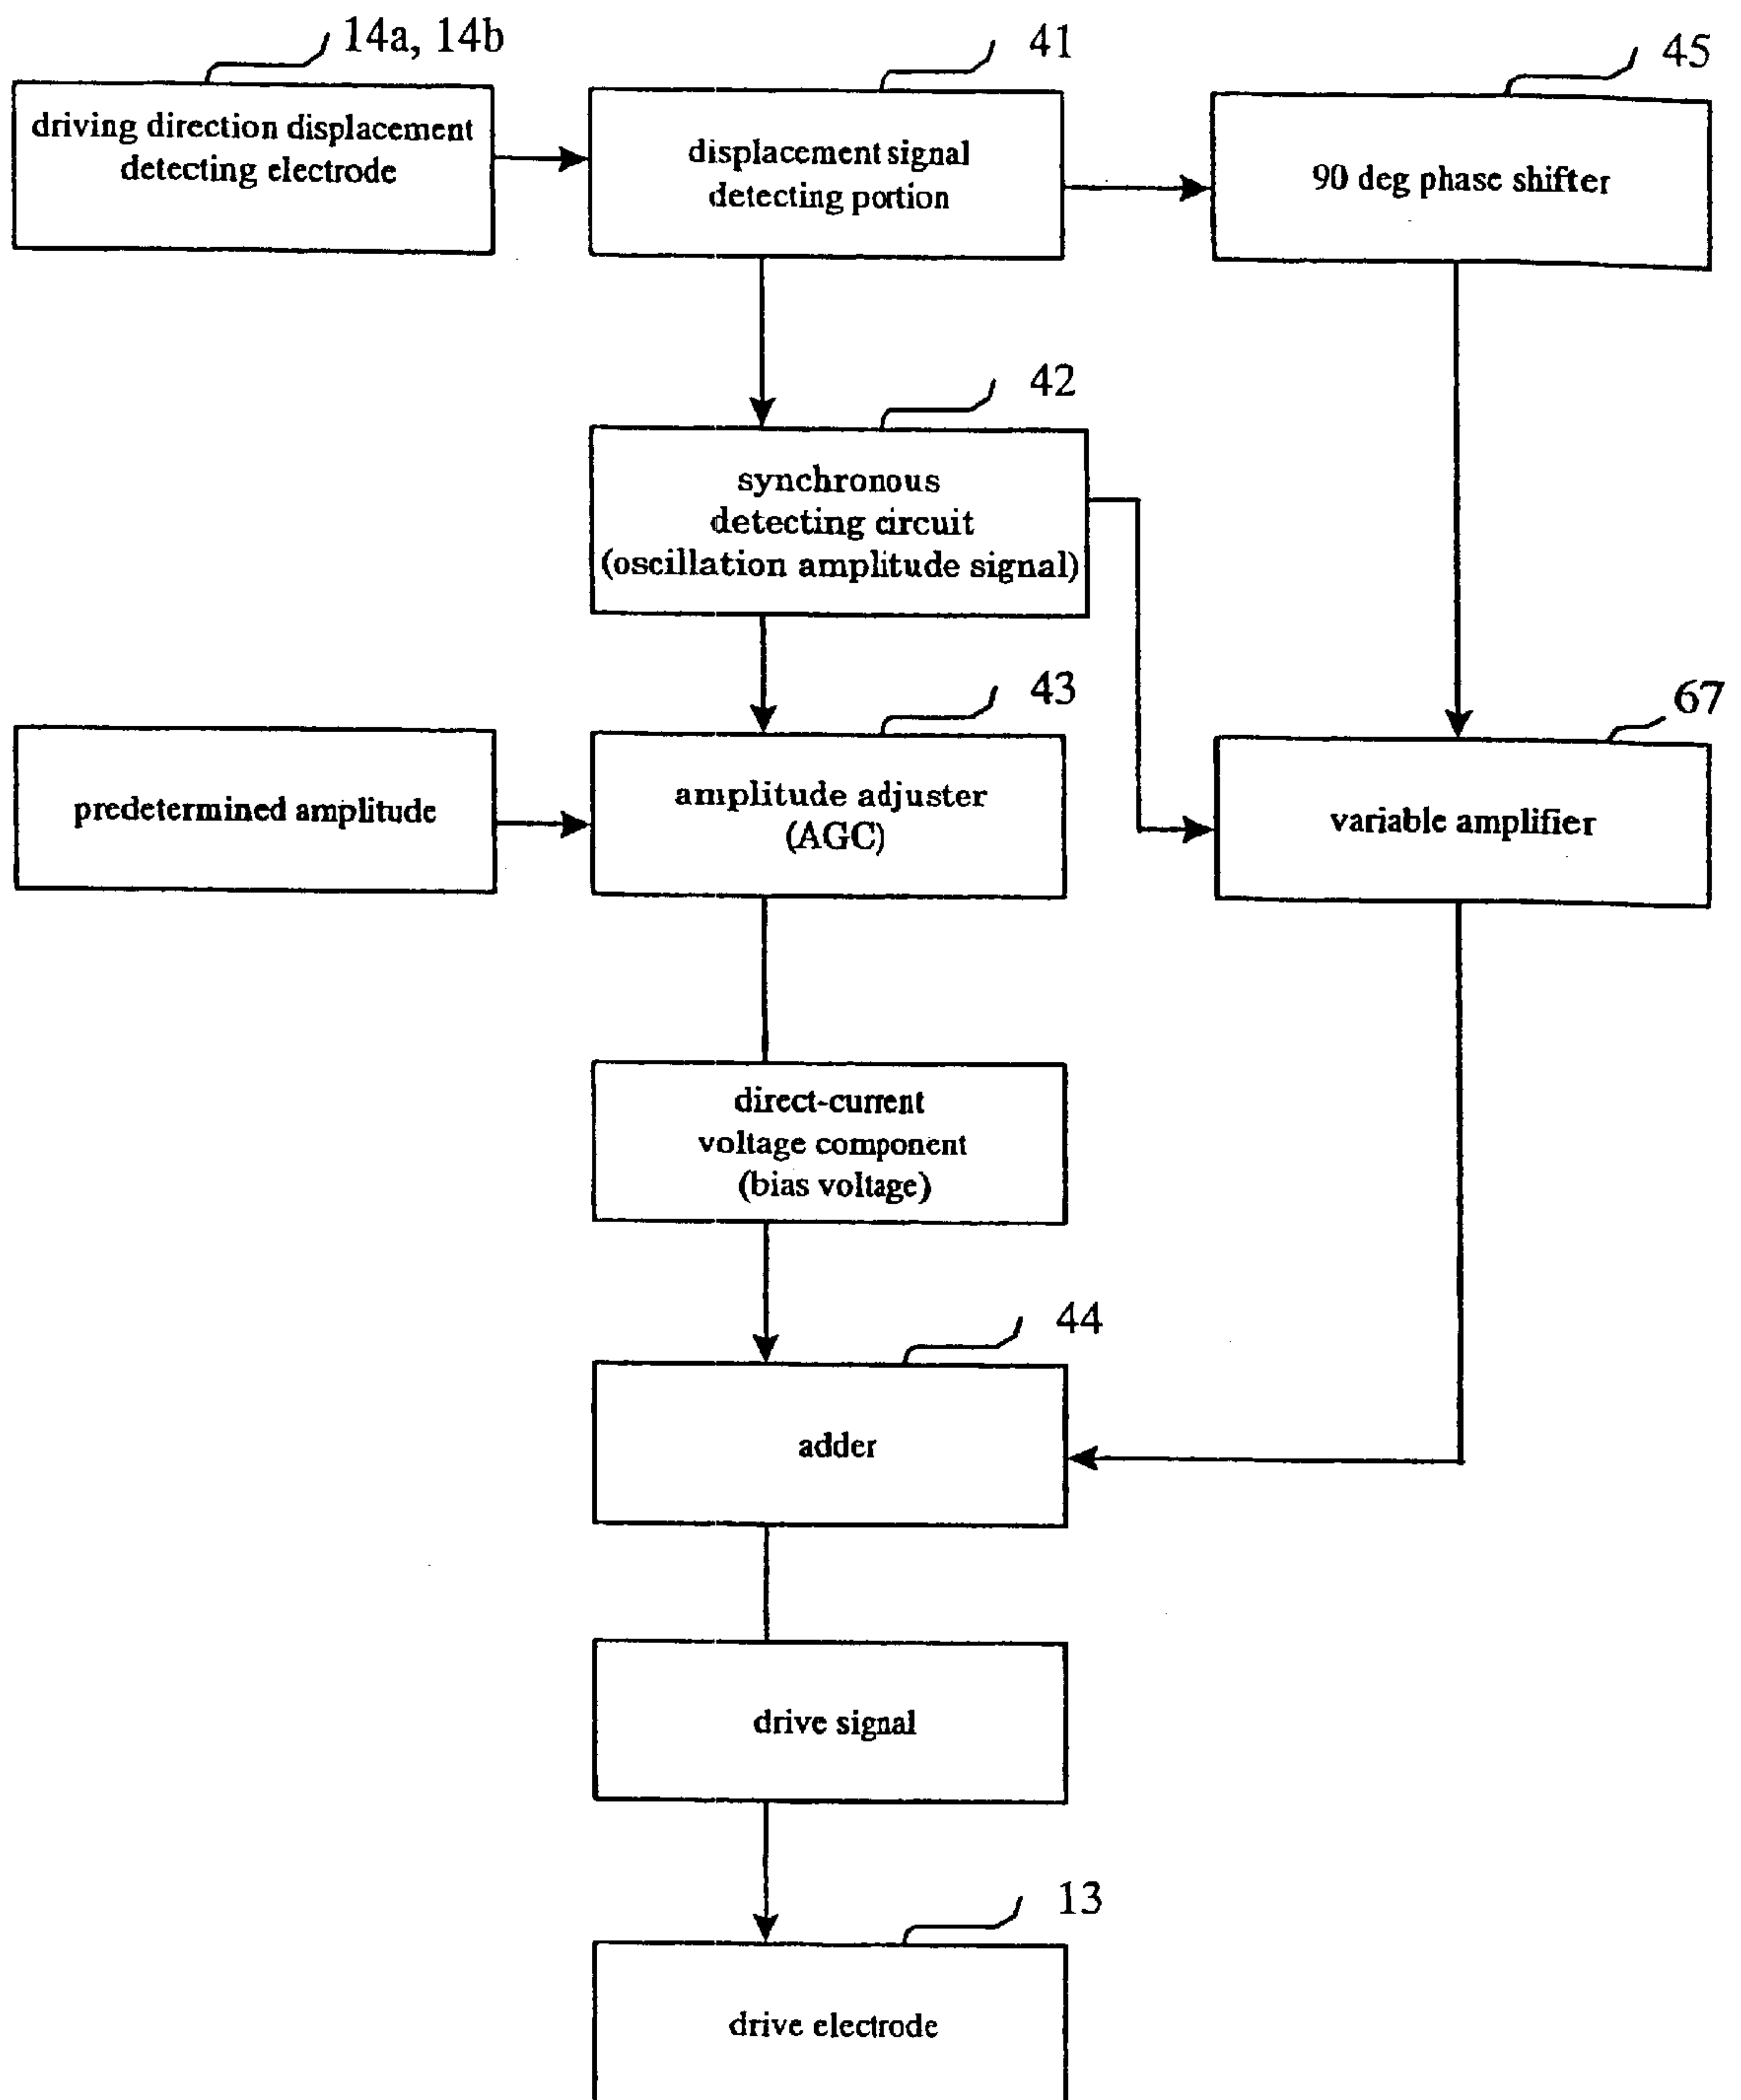 14a, 14b
driving direction displacement
detecting electrode
41
displacement signal
detecting portion
45
90 deg phase shifter
42
synchronous
detecting circuit
(oscillation amplitude signal)
predetermined amplitude
43
amplitude adjuster
(AGC)
67
variable amplifier
direct-current
voltage component
(bias voltage)
44
adder
drive signal
13
drive electrode